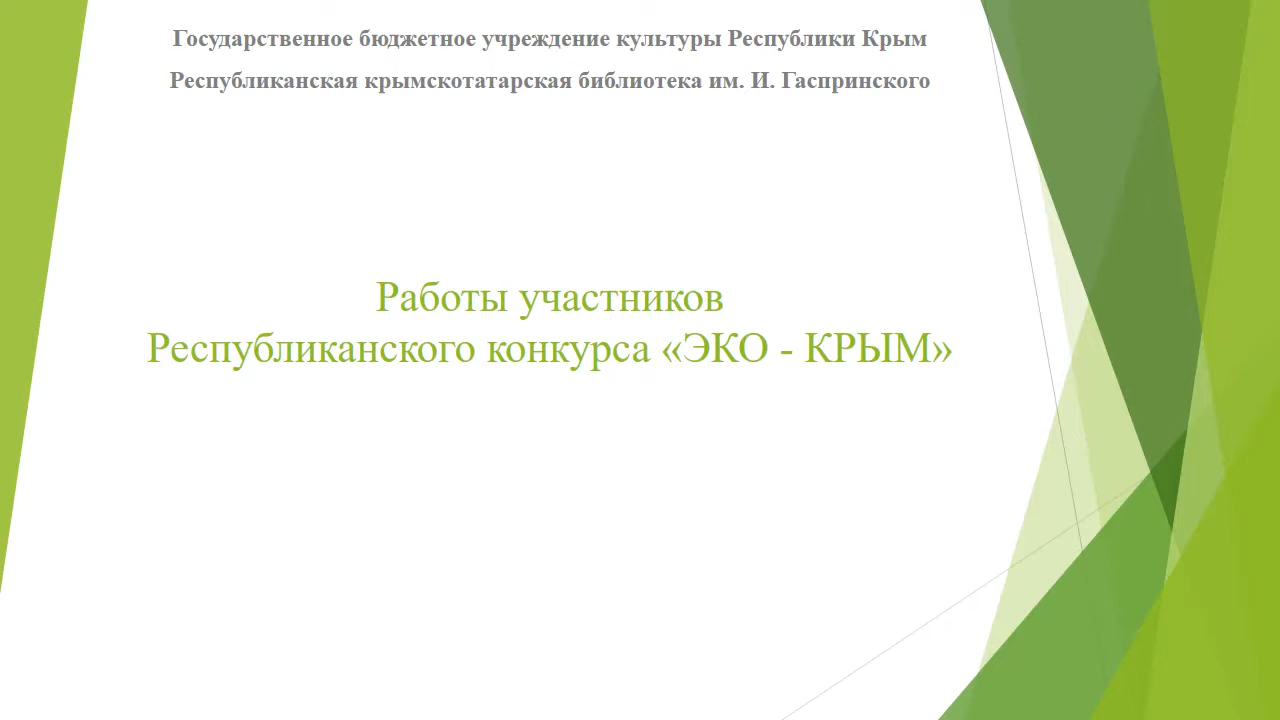 Государственное бюджетное учреждение культуры Республики Крым
Республиканская крымскотатарская библиотека им. И. Гаспринского
Работы участников
Республиканского конкурса «ЭКО - КРЫМ»